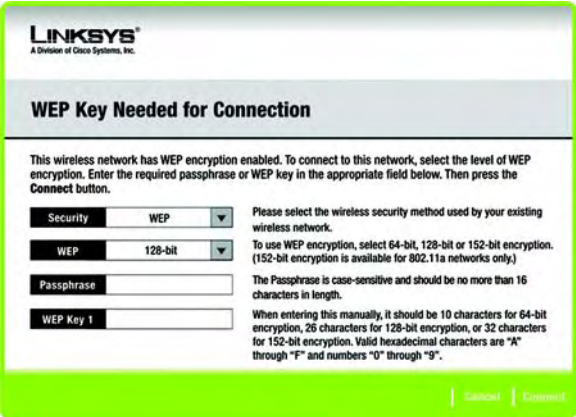 LINKSYS®
A Division of Cisco Systems, Inc.
WEP Key Needed for Connection
This wireless network has WEP encryption enabled. To connect to this network, select the level of WEP
encryption. Enter the required passphrase or WEP key in the appropriate field below. Then press the
Connect button.
Security WEP
Please select the wireless security method used by your existing
wireless network.
WEP 128-bit
To use WEP encryption, select 64-bit, 128-bit or 152-bit encryption.
(152-bit encryption is available for 802.11a networks only.)
Passphrase
The Passphrase is case-sensitive and should be no more than 16
characters in length.
WEP Key 1
When entering this manually, it should be 10 characters for 64-bit
encryption, 26 characters for 128-bit encryption, or 32 characters
for 152-bit encryption. Valid hexadecimal characters are "A"
through "F" and numbers "0" through "9".
Cancel Connect